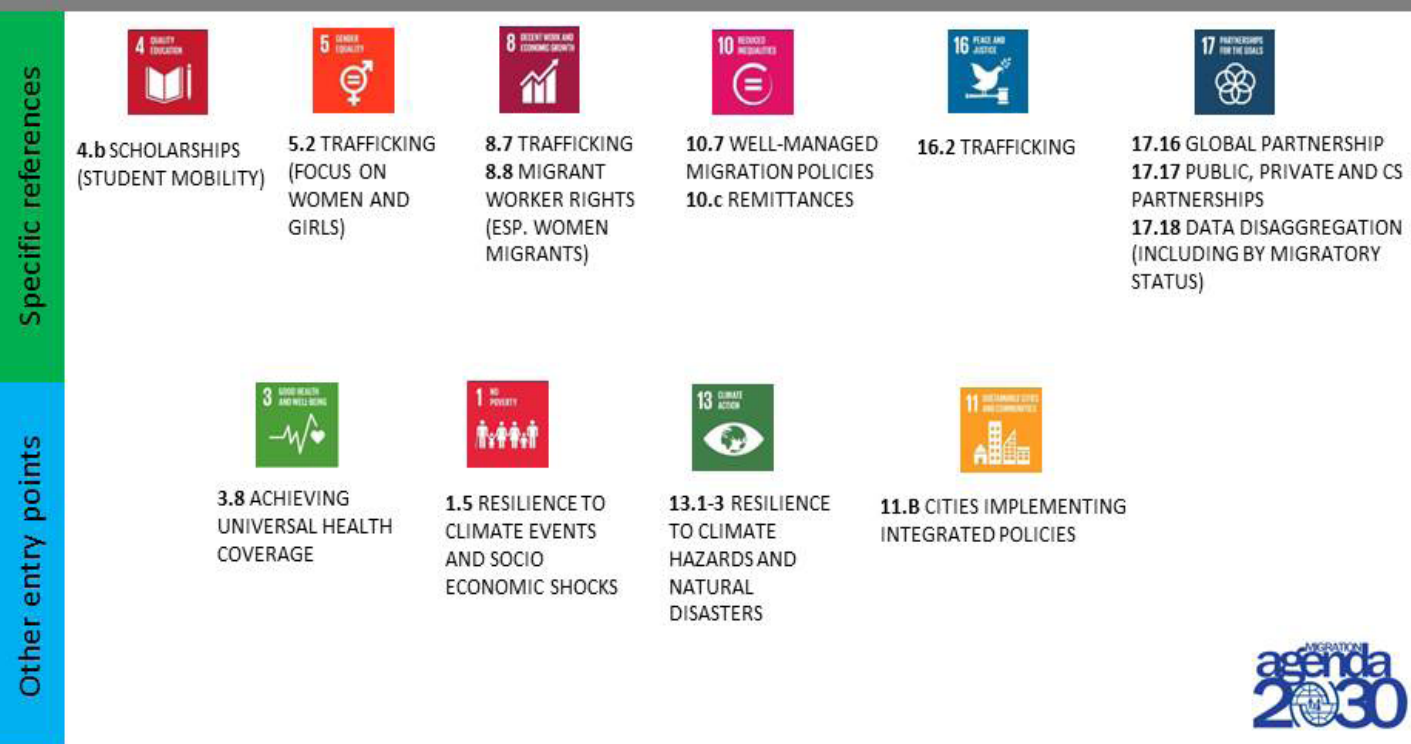 Specific references
4 QUALITY
EDUCATION
4.b SCHOLARSHIPS
(STUDENT MOBILITY)
5 GENDER
EQUALITY
5.2 TRAFFICKING
(FOCUS ON
WOMEN AND
GIRLS)
8 DECENT WORK AND
ECONOMIC GROWTH
8.7 TRAFFICKING
8.8 MIGRANT
WORKER RIGHTS
(ESP. WOMEN
MIGRANTS)
10 REDUCED
INEQUALITIES
10.7 WELL-MANAGED
MIGRATION POLICIES
10.c REMITTANCES
16 PEACE AND
JUSTICE
16.2 TRAFFICKING
17 PARTNERSHIPS
FOR THE GOALS
17.16 GLOBAL PARTNERSHIP
17.17 PUBLIC, PRIVATE AND CS
PARTNERSHIPS
17.18 DATA DISAGGREGATION
(INCLUDING BY MIGRATORY
STATUS)
Other entry points
3 GOOD HEALTH
AND WELL-BEING
3.8 ACHIEVING
UNIVERSAL HEALTH
COVERAGE
1 NO
POVERTY
1.5 RESILIENCE TO
CLIMATE EVENTS
AND SOCIO
ECONOMIC SHOCKS
13 CLIMATE
ACTION
13.1-3 RESILIENCE
TO CLIMATE
HAZARDS AND
NATURAL
DISASTERS
11 SUSTAINABLE CITIES
AND COMMUNITIES
11.B CITIES IMPLEMENTING
INTEGRATED POLICIES
MIGRATION
agenda
2030